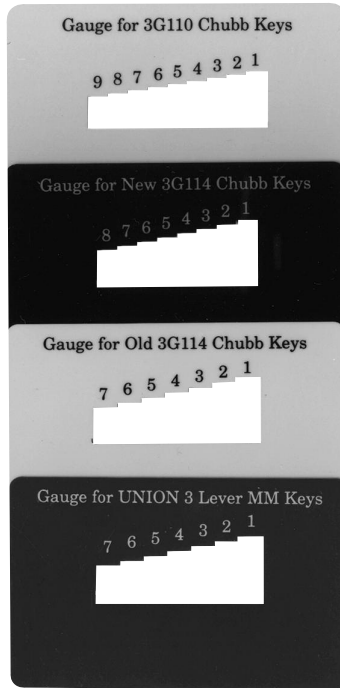 Gauge for 3G110 Chubb Keys
9 8 7 6 5 4 3 2 1
Gauge for New 3G114 Chubb Keys
8 7 6 5 4 3 2 1
Gauge for Old 3G114 Chubb Keys
7 6 5 4 3 2 1
Gauge for UNION 3 Lever MM Keys
7 6 5 4 3 2 1